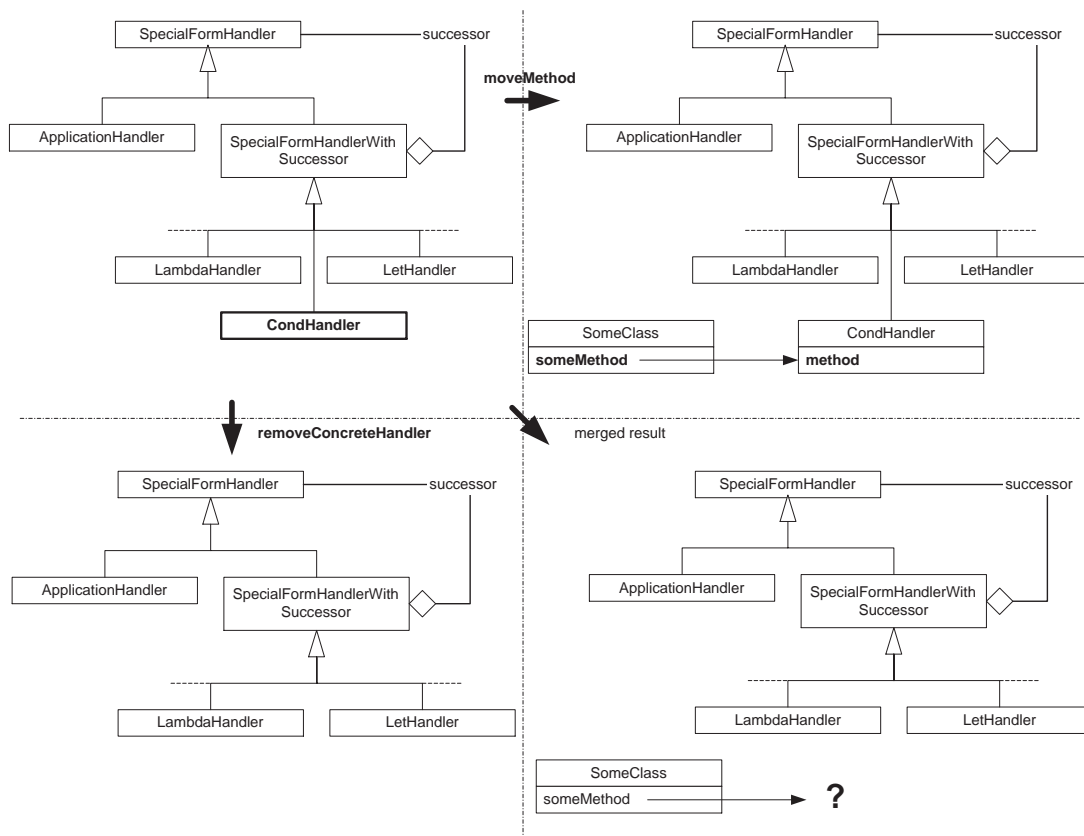 SpecialFormHandler
successor
ApplicationHandler
SpecialFormHandlerWith
Successor
LambdaHandler
LetHandler
CondHandler
moveMethod
SpecialFormHandler
successor
ApplicationHandler
SpecialFormHandlerWith
Successor
LambdaHandler
LetHandler
SomeClass
someMethod
CondHandler
method
removeConcreteHandler
merged result
SpecialFormHandler
successor
ApplicationHandler
SpecialFormHandlerWith
Successor
LambdaHandler
LetHandler
SpecialFormHandler
successor
ApplicationHandler
SpecialFormHandlerWith
Successor
LambdaHandler
LetHandler
SomeClass
someMethod
?